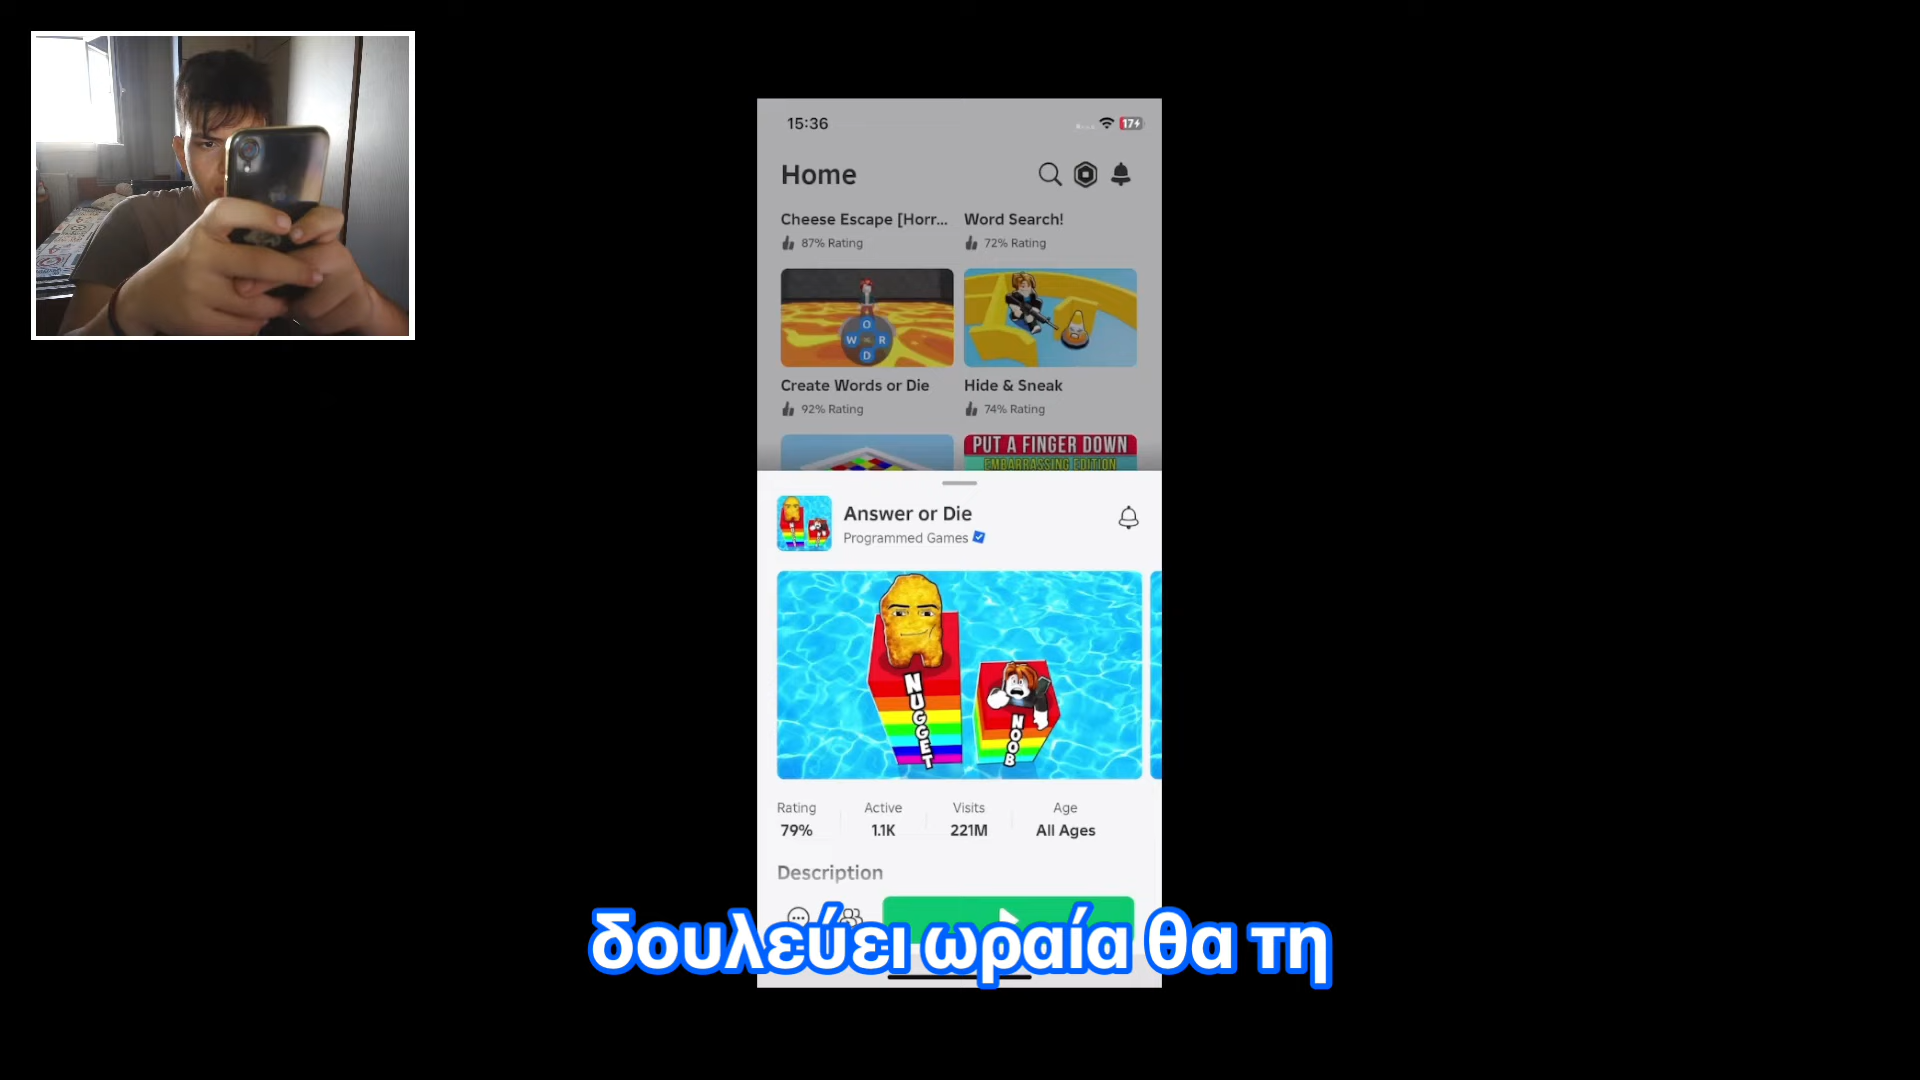 15:36
17
Home
Cheese Escape [Horr...
Word Search!
87% Rating
72% Rating
W O R D
Create Words or Die
Hide & Sneak
92% Rating
74% Rating
PUT A FINGER DOWN
EMBARRASSING EDITION
Answer or Die
Programmed Games
NUGGET
NOOB
Rating
Active
Visits
Age
79%
1.1K
221M
All Ages
Description
δουλεύει ωραία θα τη